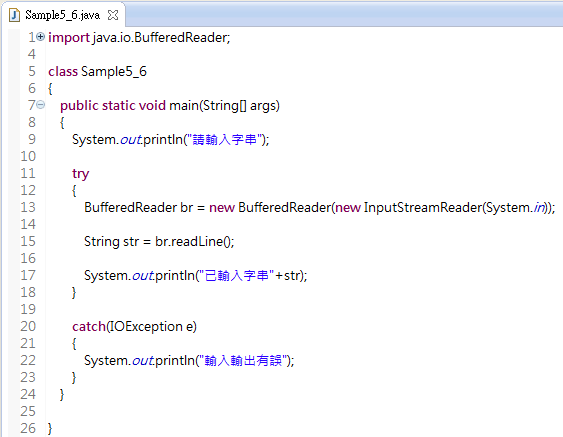 Sample5_6.java
1 import java.io.BufferedReader;
4
5 class Sample5_6
6 {
7 public static void main(String[] args)
8 {
9 System.out.println("請輸入字串");
10
11 try
12 {
13 BufferedReader br = new BufferedReader(new InputStreamReader(System.in));
14
15 String str = br.readLine();
16
17 System.out.println("已輸入字串"+str);
18 }
19
20 catch(IOException e)
21 {
22 System.out.println("輸入輸出有誤");
23 }
24 }
25
26 }